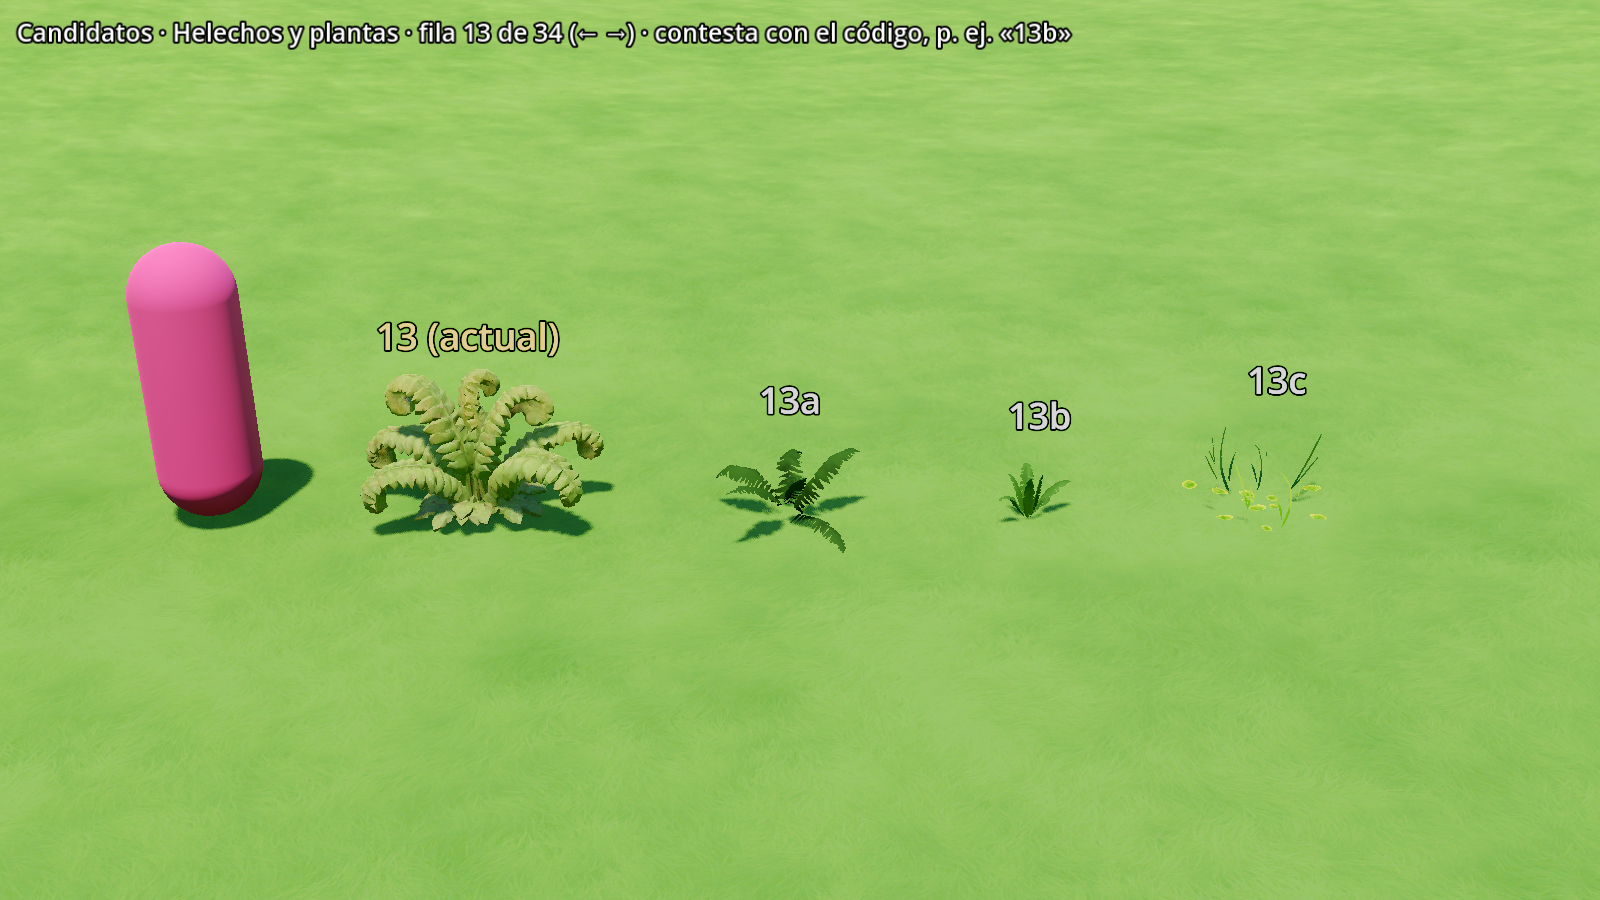 Candidatos · Helechos y plantas · fila 13 de 34 (← →) · contesta con el código, p. ej. «13b»
13 (actual)
13a
13b
13c